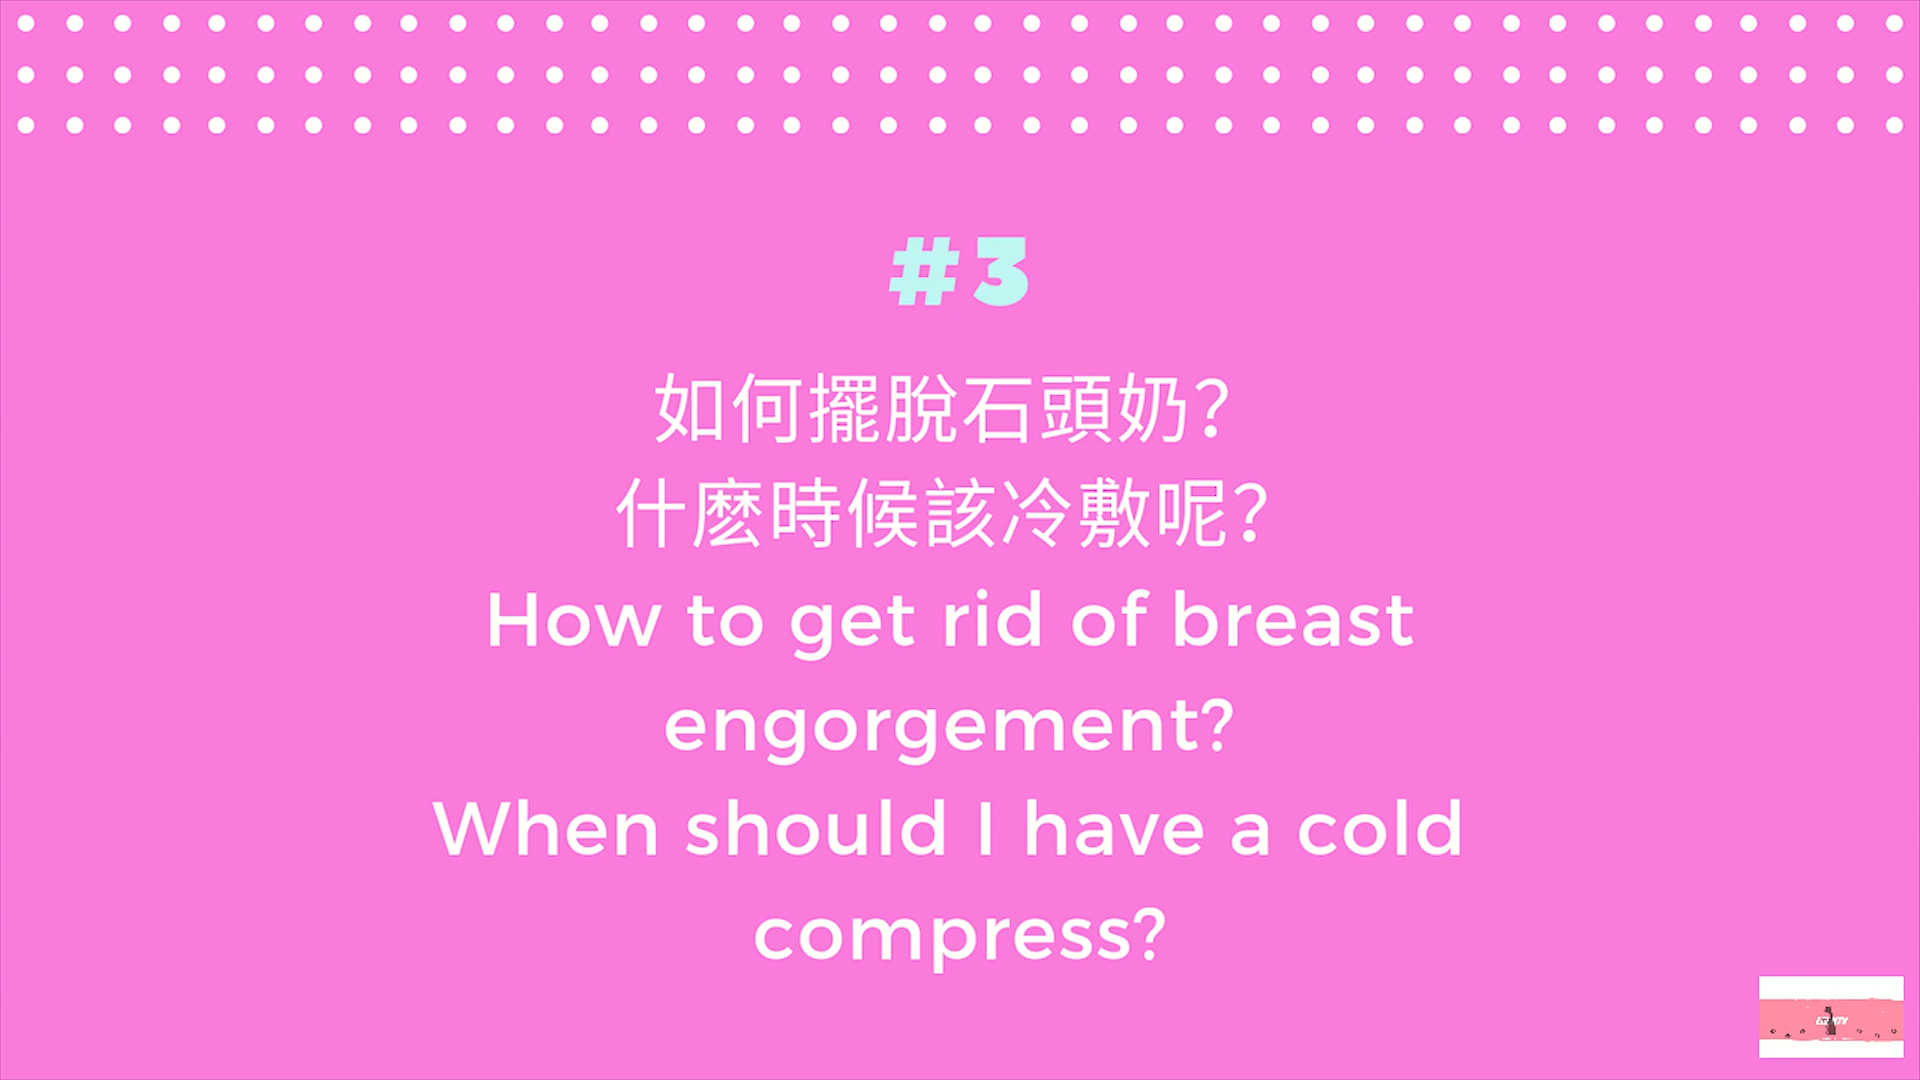 #3
如何擺脫石頭奶？
什麽時候該冷敷呢？
How to get rid of breast
engorgement?
When should I have a cold
compress?